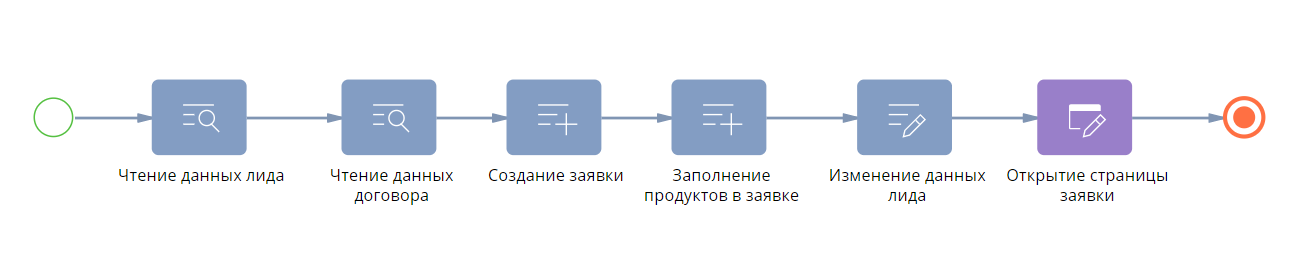 Чтение данных лида
Чтение данных
договора
Создание заявки
Заполнение
продуктов в заявке
Изменение данных
лида
Открытие страницы
заявки